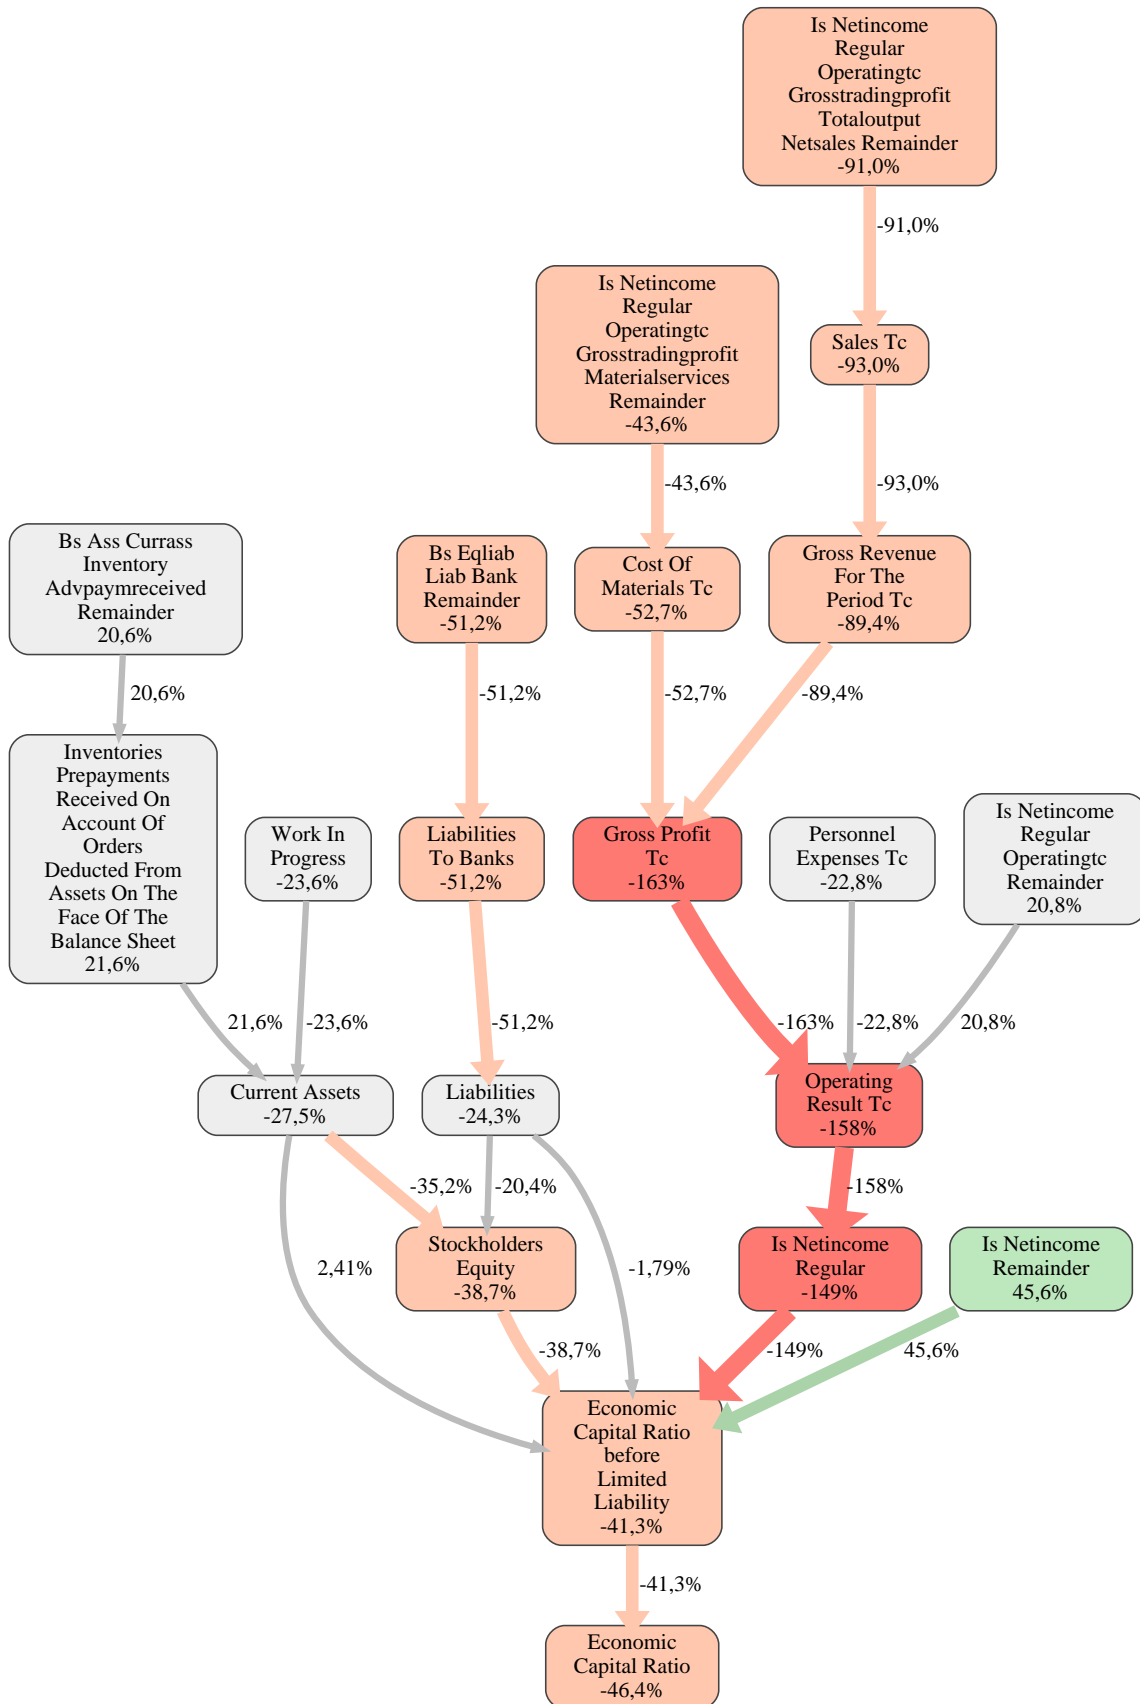 Is Netincome
Regular
Operatingtc
Grosstradingprofit
Totaloutput
Netsales Remainder
-91,0%
-91,0%
Is Netincome
Regular
Operatingtc
Grosstradingprofit
Materialservices
Remainder
-43,6%
Sales Tc
-93,0%
-43,6%
-93,0%
Bs Ass Currass
Inventory
Advpaymreceived
Remainder
20,6%
Bs Eqliab
Liab Bank
Remainder
-51,2%
Cost Of
Materials Tc
-52,7%
Gross Revenue
For The
Period Tc
-89,4%
20,6%
-51,2%
-52,7%
-89,4%
Inventories
Prepayments
Received On
Account Of
Orders
Deducted From
Assets On The
Face Of The
Balance Sheet
21,6%
Work In
Progress
-23,6%
Liabilities
To Banks
-51,2%
Gross Profit
Tc
-163%
Personnel
Expenses Tc
-22,8%
Is Netincome
Regular
Operatingtc
Remainder
20,8%
21,6%
-23,6%
-51,2%
-163%
-22,8%
20,8%
Current Assets
-27,5%
Liabilities
-24,3%
Operating
Result Tc
-158%
-35,2%
-20,4%
-158%
Stockholders
Equity
-38,7%
Is Netincome
Regular
-149%
Is Netincome
Remainder
45,6%
2,41%
-1,79%
-38,7%
-149%
45,6%
Economic
Capital Ratio
before
Limited
Liability
-41,3%
-41,3%
Economic
Capital Ratio
-46,4%